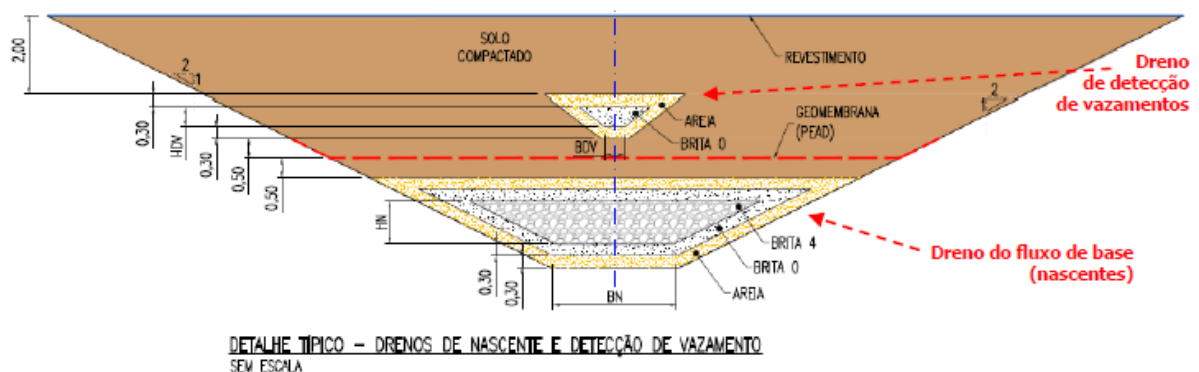 2,00
SOLO
COMPACTADO
REVESTIMENTO
2
1
Dreno
de detecção
de vazamentos
2
1
GEOMEMBRANA
(PEAD)
0,30
HDV
0,30
0,50
0,50
AREIA
BRITA 0
BDV
HN
0,30
0,30
BN
BRITA 4
BRITA 0
AREIA
Dreno do fluxo de base
(nascentes)
DETALHE TÍPICO – DRENOS DE NASCENTE E DETECÇÃO DE VAZAMENTO
SEM ESCALA